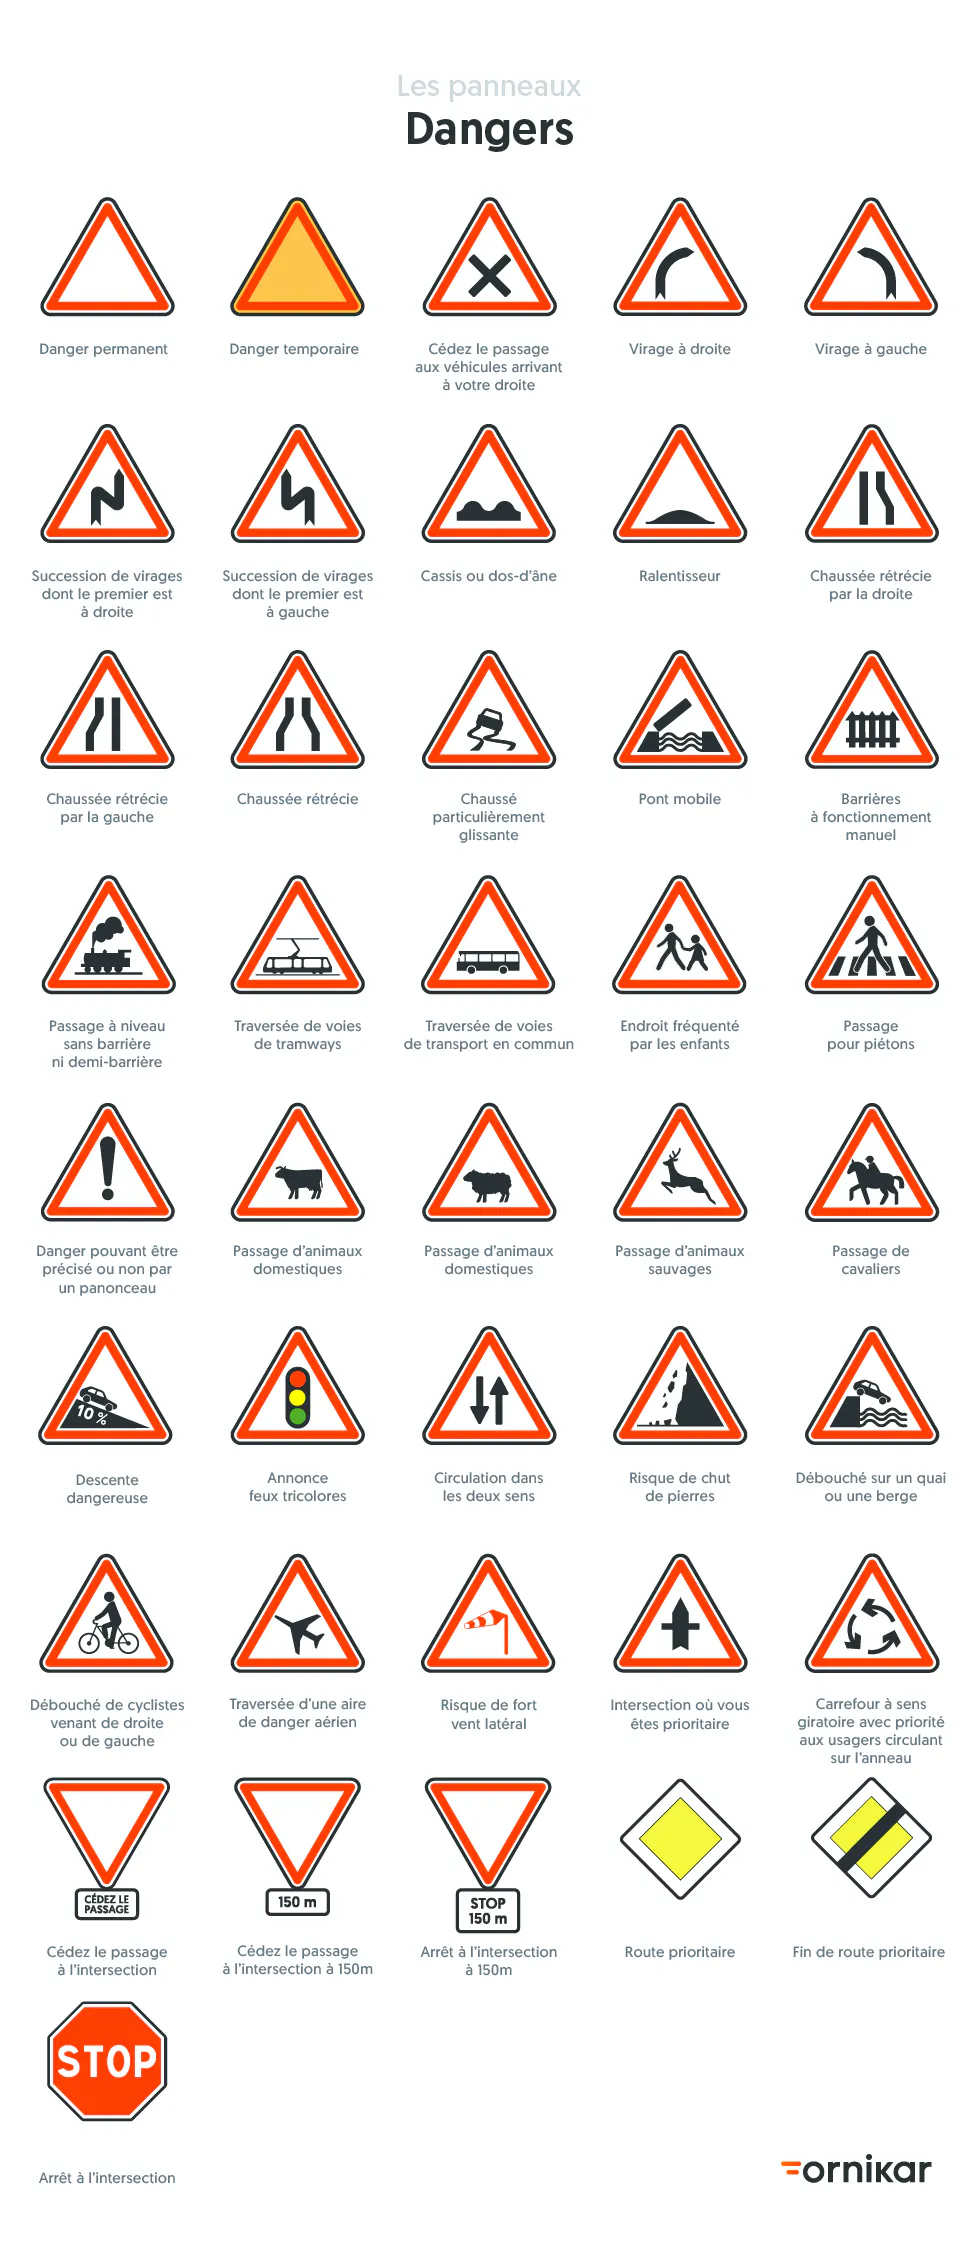 Les panneaux
Dangers
Danger permanent
Danger temporaire
Cédez le passage
aux véhicules arrivant
à votre droite
Virage à droite
Virage à gauche
Succession de virages
dont le premier est
à droite
Succession de virages
dont le premier est
à gauche
Cassis ou dos-d'âne
Ralentisseur
Chaussée rétrécie
par la droite
Chaussée rétrécie
par la gauche
Chaussée rétrécie
Chaussé
particulièrement
glissante
Pont mobile
Barrières
à fonctionnement
manuel
Passage à niveau
sans barrière
ni demi-barrière
Traversée de voies
de tramways
Traversée de voies
de transport en commun
Endroit fréquenté
par les enfants
Passage
pour piétons
Danger pouvant être
précisé ou non par
un panonceau
Passage d'animaux
domestiques
Passage d'animaux
domestiques
Passage d'animaux
sauvages
Passage de
cavaliers
10 %
Descente
dangereuse
Annonce
feux tricolores
Circulation dans
les deux sens
Risque de chut
de pierres
Débouché sur un quai
ou une berge
Débouché de cyclistes
venant de droite
ou de gauche
Traversée d'une aire
de danger aérien
Risque de fort
vent latéral
Intersection où vous
êtes prioritaire
Carrefour à sens
giratoire avec priorité
aux usagers circulant
sur l'anneau
CÉDEZ LE
PASSAGE
Cédez le passage
à l'intersection
150 m
Cédez le passage
à l'intersection à 150m
STOP
150 m
Arrêt à l'intersection
à 150m
Route prioritaire
Fin de route prioritaire
STOP
Arrêt à l'intersection
ornikar